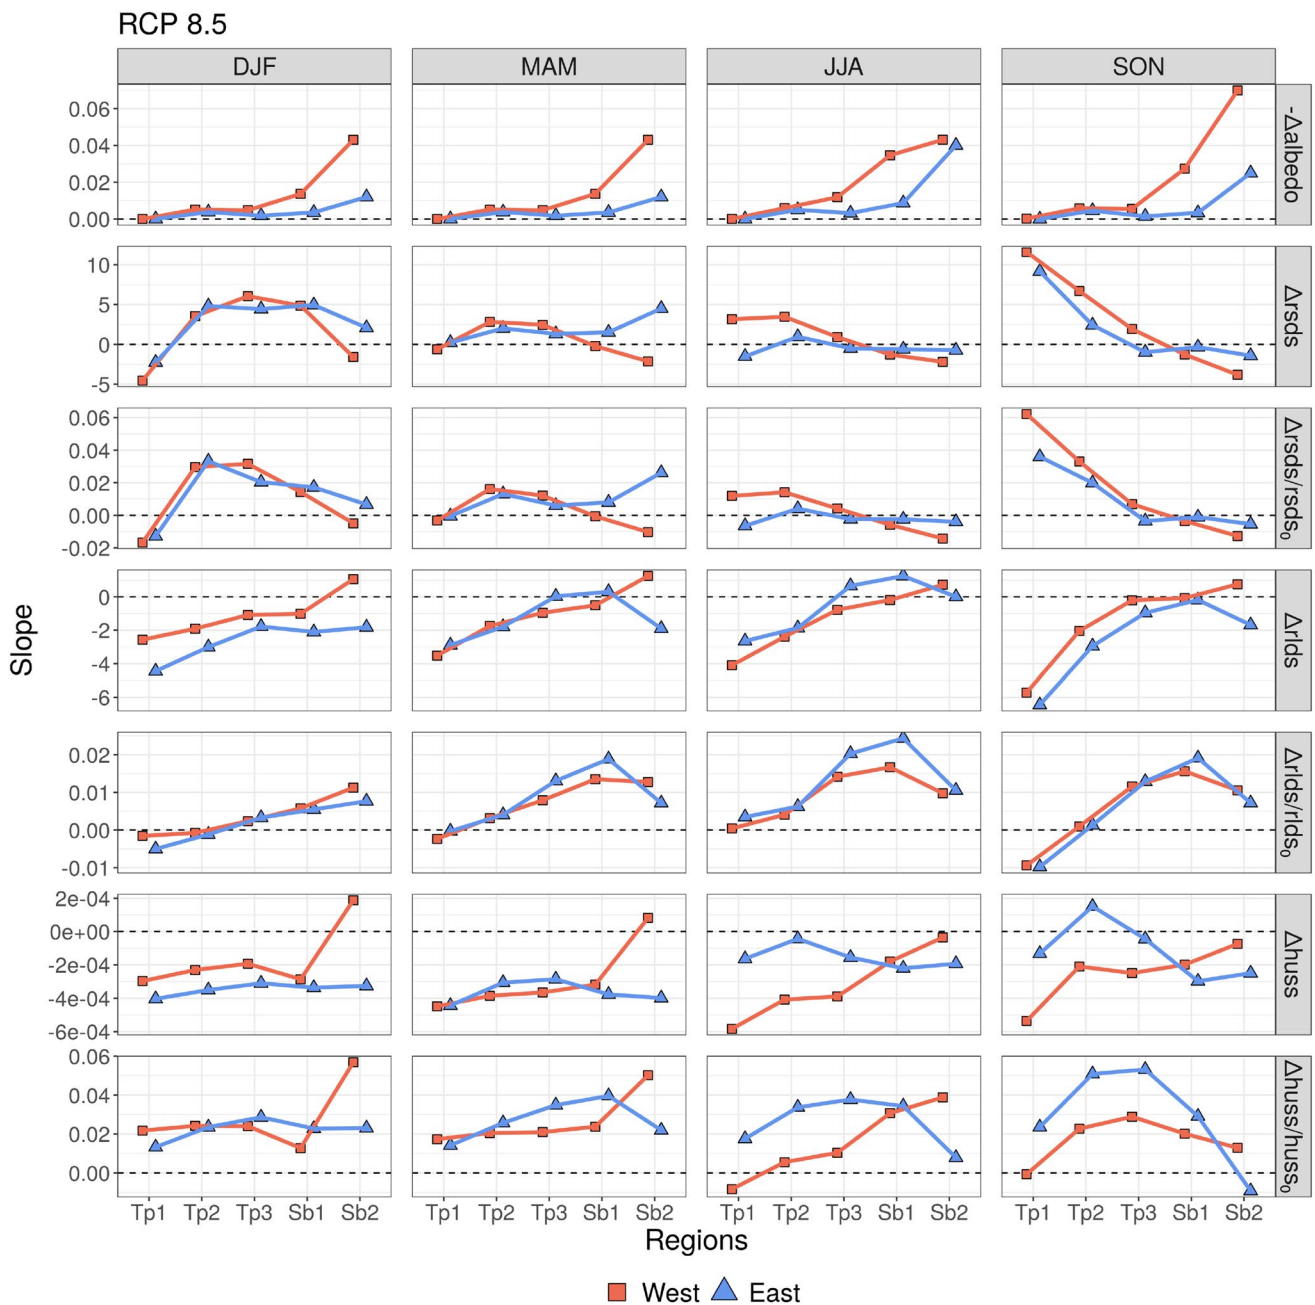 RCP 8.5
DJF MAM JJA SON
0.06
0.04
0.02
0.00
-Δalbedo
10
5
0
-5
Δrsds
0.06
0.04
0.02
0.00
-0.02
Δrsds/rsds₀
0
-2
-4
-6
Δrlds
0.02
0.01
0.00
-0.01
Δrlds/rlds₀
2e-04
0e+00
-2e-04
-4e-04
-6e-04
Δhuss
0.06
0.04
0.02
0.00
Δhuss/huss₀
Slope
Tp1 Tp2 Tp3 Sb1 Sb2 Tp1 Tp2 Tp3 Sb1 Sb2 Tp1 Tp2 Tp3 Sb1 Sb2 Tp1 Tp2 Tp3 Sb1 Sb2
Regions
West East